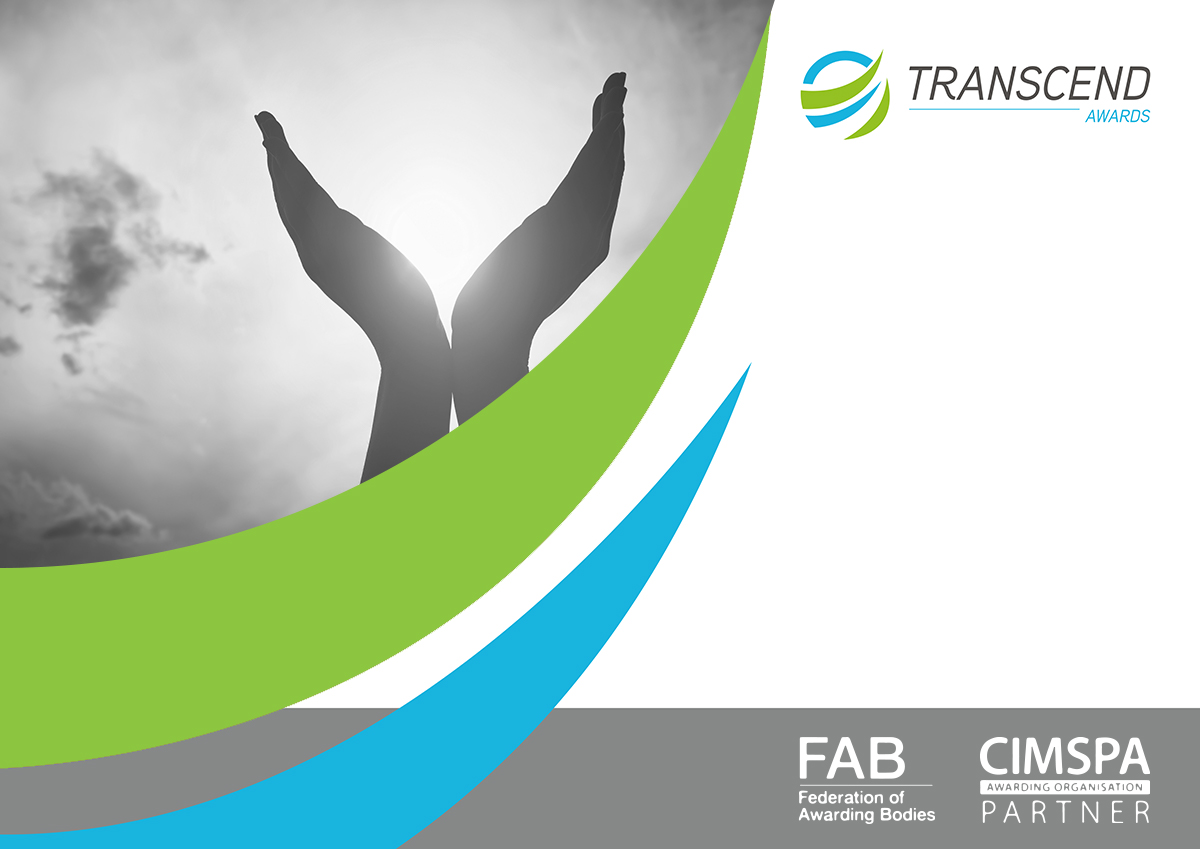 TRANSCEND
AWARDS
FAB
Federation of
Awarding Bodies
CIMSPA
AWARDING ORGANISATION
PARTNER